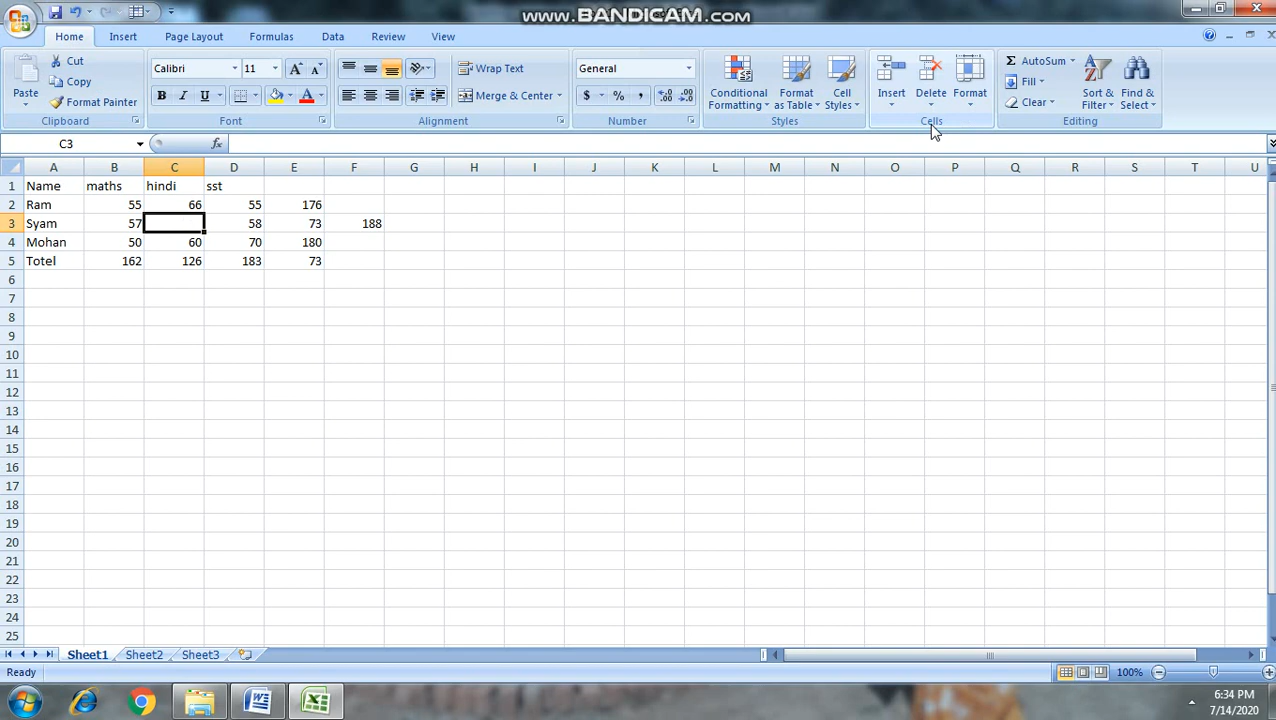 www.BANDICAM.com
Home Insert Page Layout Formulas Data Review View
Paste
Cut
Copy
Format Painter
Clipboard
Calibri 11 A A
B I U A
Font
Wrap Text
Merge & Center
Alignment
General
$ % , .0 .00 .00 .0
Number
Conditional Formatting
Format as Table
Cell Styles
Styles
Insert Delete Format
Cells
Σ AutoSum
Fill
Clear
Sort & Filter
Find & Select
Editing
C3 fx
A B C D E F G H I J K L M N O P Q R S T U
1 Name maths hindi sst
2 Ram 55 66 55 176
3 Syam 57 58 73 188
4 Mohan 50 60 70 180
5 Totel 162 126 183 73
6
7
8
9
10
11
12
13
14
15
16
17
18
19
20
21
22
23
24
25
Sheet1 Sheet2 Sheet3
Ready 100%
6:34 PM
7/14/2020